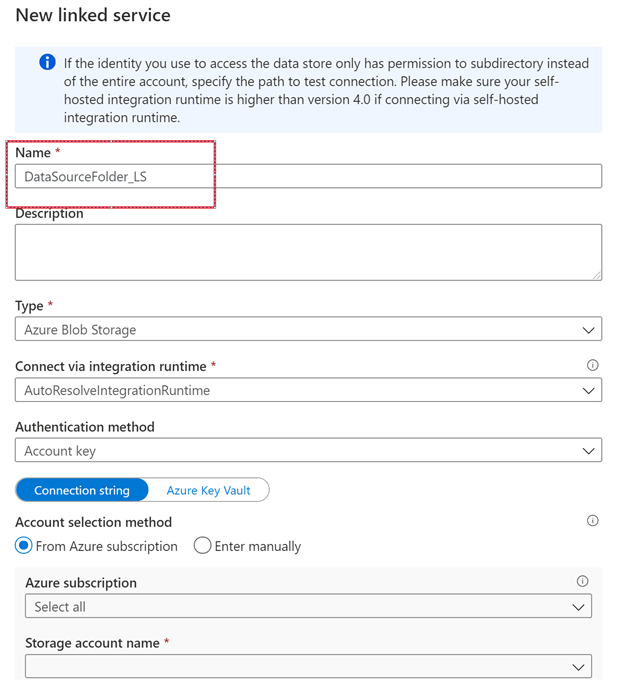 New linked service
If the identity you use to access the data store only has permission to subdirectory instead
of the entire account, specify the path to test connection. Please make sure your self-
hosted integration runtime is higher than version 4.0 if connecting via self-hosted
integration runtime.
Name *
DataSourceFolder_LS
Description
Type *
Azure Blob Storage
Connect via integration runtime *
AutoResolveIntegrationRuntime
Authentication method
Account key
Connection string Azure Key Vault
Account selection method
From Azure subscription Enter manually
Azure subscription
Select all
Storage account name *